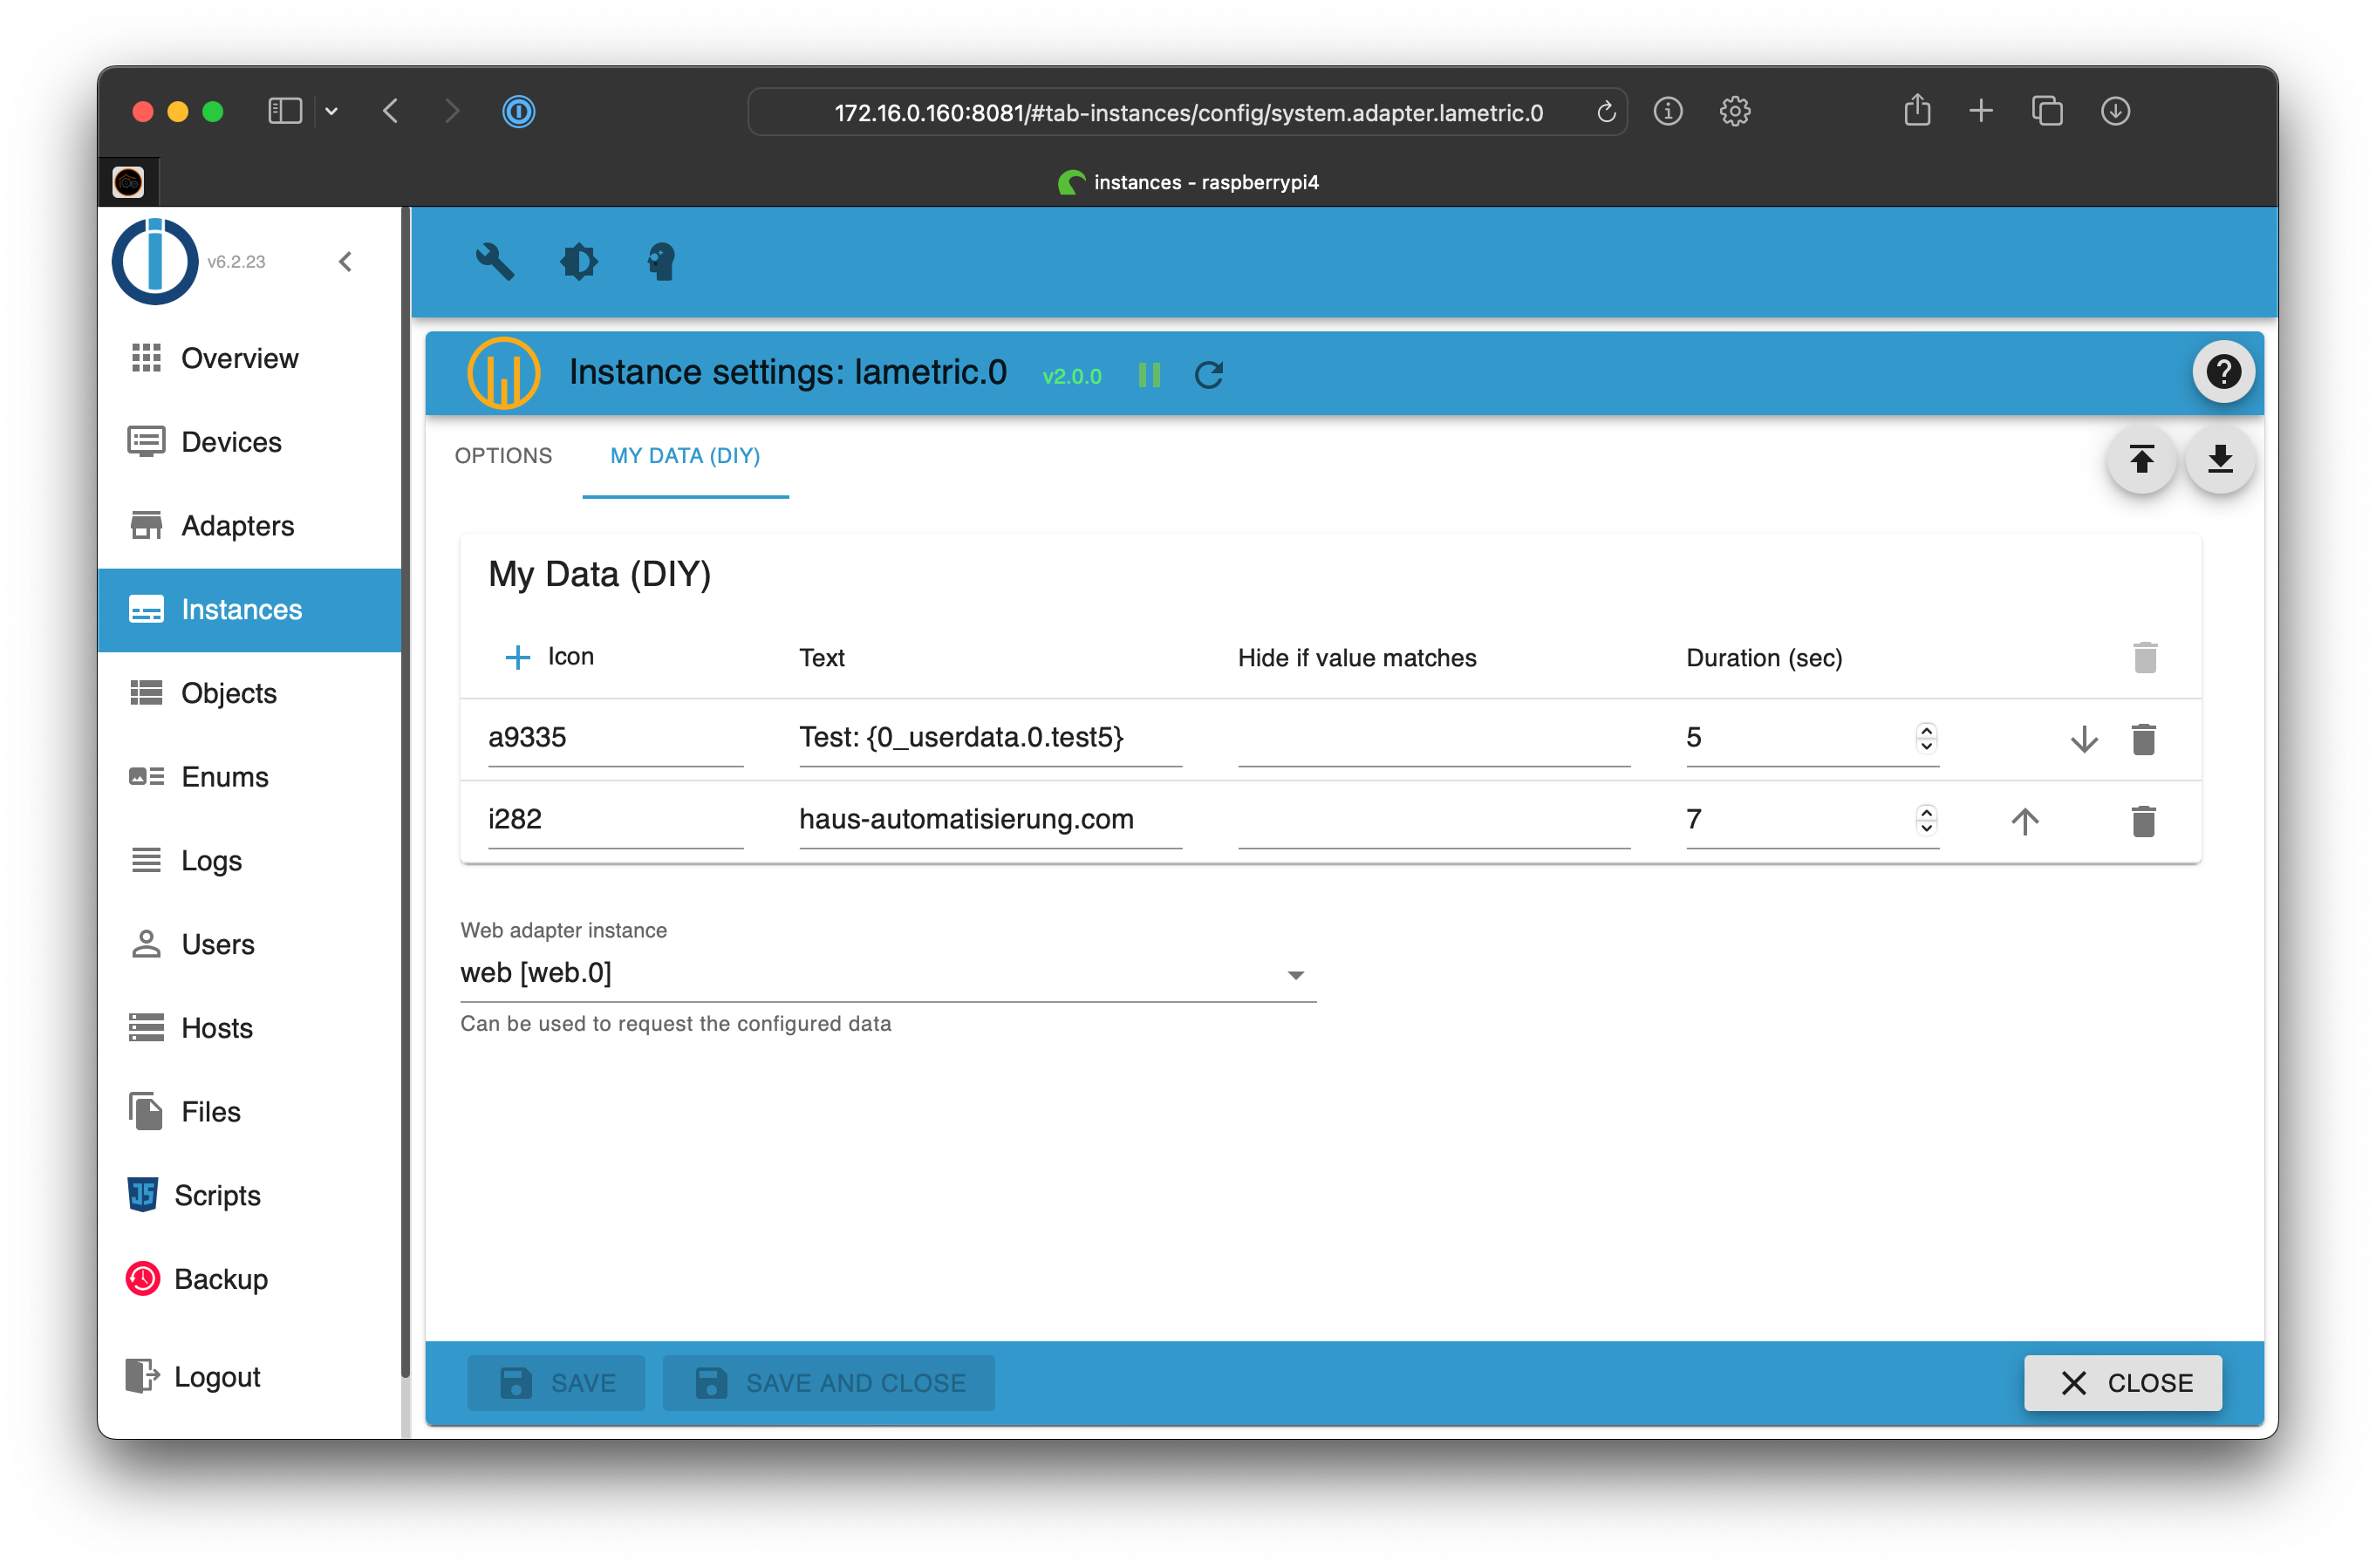 172.16.0.160:8081/#tab-instances/config/system.adapter.lametric.0
instances - raspberrypi4
v6.2.23
Overview
Devices
Adapters
Instances
Objects
Enums
Logs
Users
Hosts
Files
Scripts
Backup
Logout
Instance settings: lametric.0 v2.0.0
OPTIONS MY DATA (DIY)
My Data (DIY)
Icon Text Hide if value matches Duration (sec)
a9335 Test: {0_userdata.0.test5} 5
i282 haus-automatisierung.com 7
Web adapter instance
web [web.0]
Can be used to request the configured data
SAVE SAVE AND CLOSE CLOSE